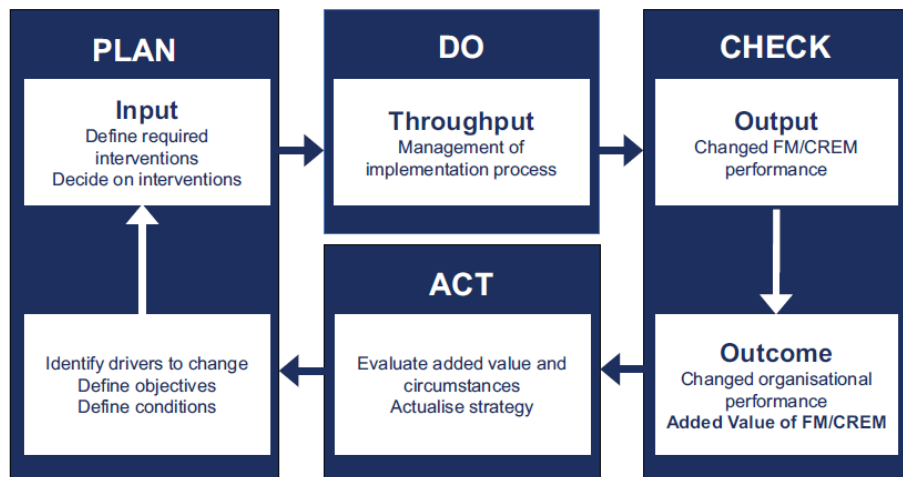 PLAN
Input
Define required
interventions
Decide on interventions
Identify drivers to change
Define objectives
Define conditions
DO
Throughput
Management of
implementation process
CHECK
Output
Changed FM/CREM
performance
Outcome
Changed organisational
performance
Added Value of FM/CREM
ACT
Evaluate added value and
circumstances
Actualise strategy